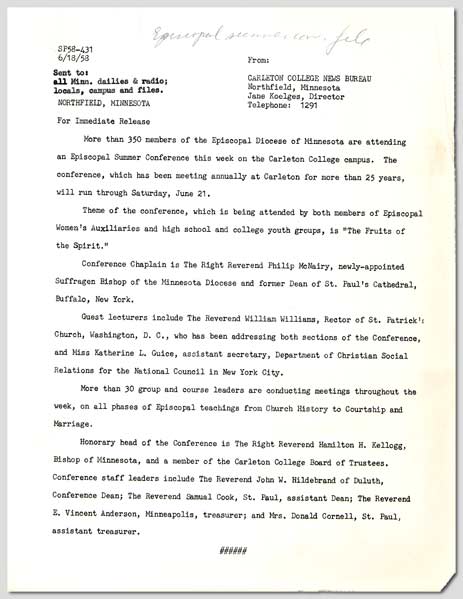 Episcopal summer con. file
SP58-431
6/18/58
From:
Sent to:
all Minn. dailies & radio;
locals, campus and files.
NORTHFIELD, MINNESOTA
CARLETON COLLEGE NEWS BUREAU
Northfield, Minnesota
Jane Koelges, Director
Telephone: 1291
For Immediate Release
More than 350 members of the Episcopal Diocese of Minnesota are attending
an Episcopal Summer Conference this week on the Carleton College campus. The
conference, which has been meeting annually at Carleton for more than 25 years,
will run through Saturday, June 21.
Theme of the conference, which is being attended by both members of Episcopal
Women's Auxiliaries and high school and college youth groups, is "The Fruits of
the Spirit."
Conference Chaplain is The Right Reverend Philip McNairy, newly-appointed
Suffragen Bishop of the Minnesota Diocese and former Dean of St. Paul's Cathedral,
Buffalo, New York.
Guest lecturers include The Reverend William Williams, Rector of St. Patrick's
Church, Washington, D. C., who has been addressing both sections of the Conference,
and Miss Katherine L. Guice, assistant secretary, Department of Christian Social
Relations for the National Council in New York City.
More than 30 group and course leaders are conducting meetings throughout the
week, on all phases of Episcopal teachings from Church History to Courtship and
Marriage.
Honorary head of the Conference is The Right Reverend Hamilton H. Kellogg,
Bishop of Minnesota, and a member of the Carleton College Board of Trustees.
Conference staff leaders include The Reverend John W. Hildebrand of Duluth,
Conference Dean; The Reverend Samuel Cook, St. Paul, assistant Dean; The Reverend
E. Vincent Anderson, Minneapolis, treasurer; and Mrs. Donald Cornell, St. Paul,
assistant treasurer.
######